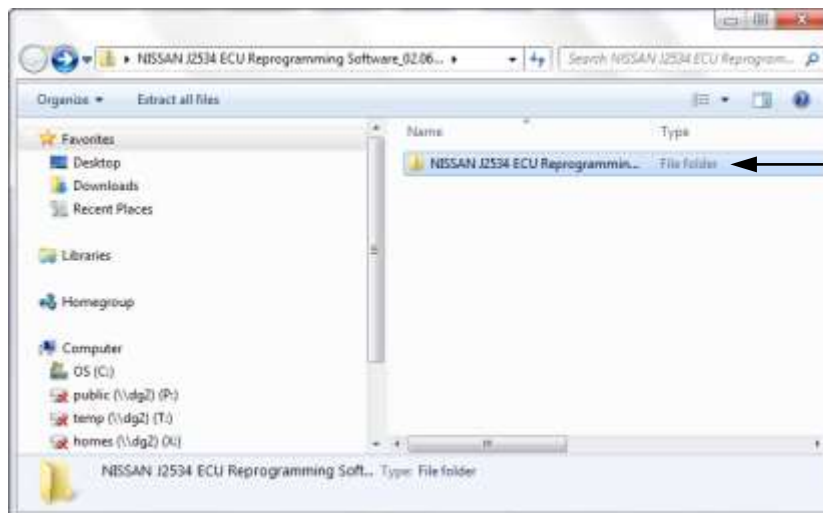 NISSAN J2534 ECU Reprogramming Software_02.06...
Search NISSAN J2534 ECU Reprogram...
Organize
Extract all files
Name
Type
Favorites
Desktop
Downloads
Recent Places
Libraries
Homegroup
Computer
OS (C:)
public (\\dg2) (P:)
temp (\\dg2) (T:)
homes (\\dg2) (X:)
NISSAN J2534 ECU Reprogrammin...
File folder
NISSAN J2534 ECU Reprogramming Soft... Type: File folder